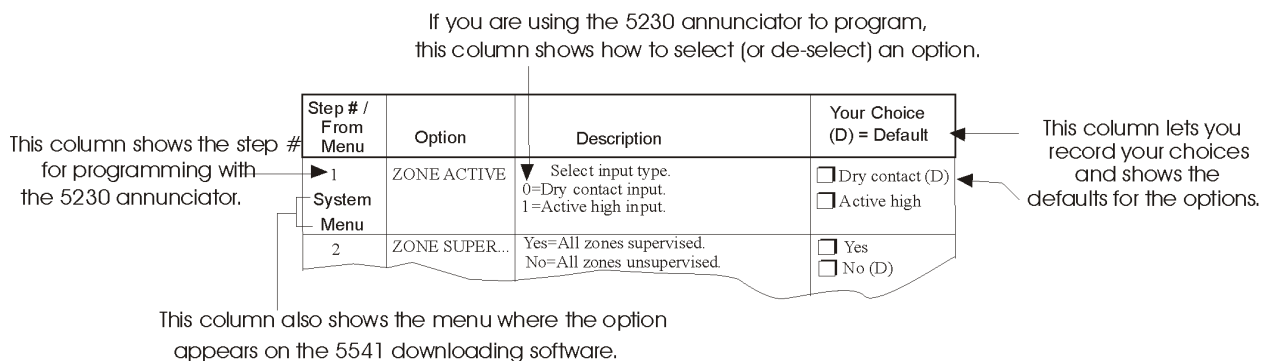 If you are using the 5230 annunciator to program,
this column shows how to select (or de-select) an option.
This column shows the step #
for programming with
the 5230 annunciator.
Step # /
From
Menu
Option
Description
Your Choice
(D) = Default
1
System
Menu
ZONE ACTIVE
Select input type.
0=Dry contact input.
1=Active high input.
Dry contact (D)
Active high
2
ZONE SUPER...
Yes=All zones supervised.
No=All zones unsupervised.
Yes
No (D)
This column lets you
record your choices
and shows the
defaults for the options.
This column also shows the menu where the option
appears on the 5541 downloading software.